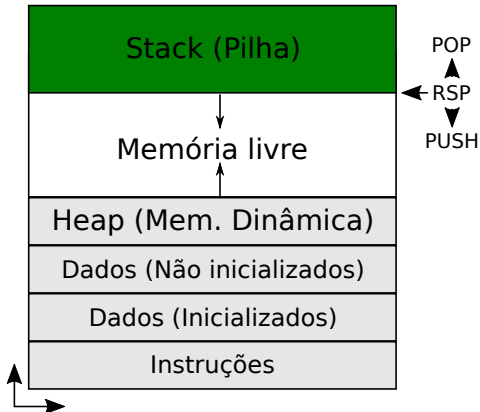 Stack (Pilha)
POP
RSP
PUSH
Memória livre
Heap (Mem. Dinâmica)
Dados (Não inicializados)
Dados (Inicializados)
Instruções